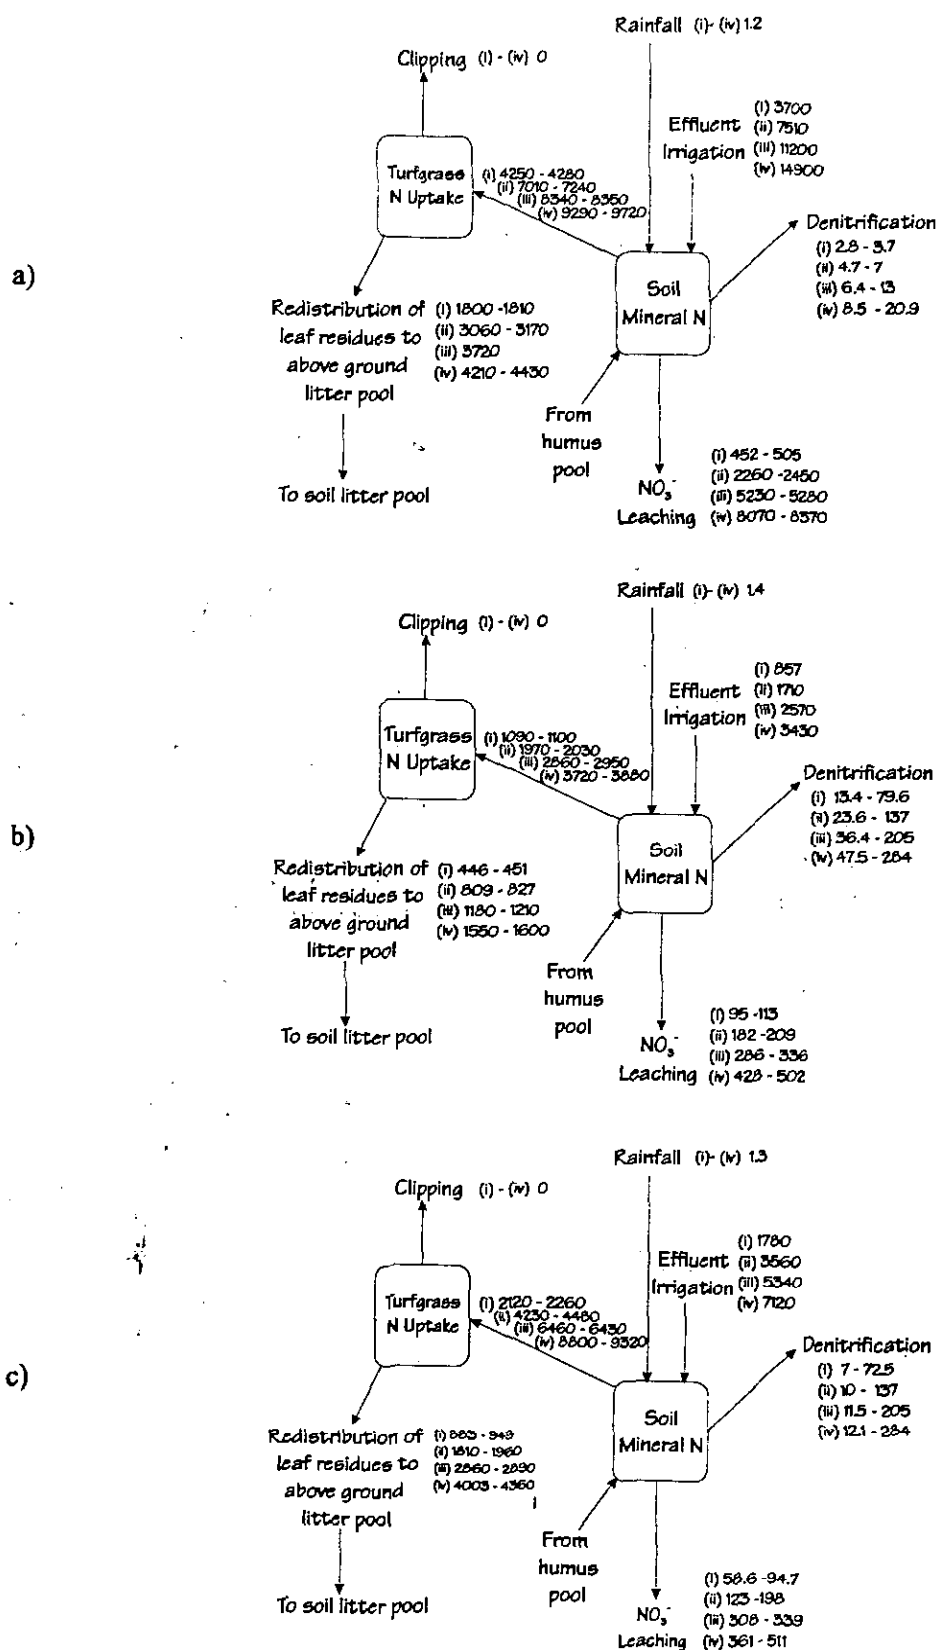 a)
Rainfall (i)- (iv) 1.2
Clipping (i) - (iv) 0
Effluent
Irrigation
(i) 3700
(ii) 7510
(iii) 11200
(iv) 14900
Turfgrass
N Uptake
(i) 4250 - 4280
(ii) 7010 - 7240
(iii) 8340 - 8350
(iv) 9290 - 9720
Soil
Mineral N
Denitrification
(i) 2.8 - 3.7
(ii) 4.7 - 7
(iii) 6.4 - 13
(iv) 8.5 - 20.9
Redistribution of
leaf residues to
above ground
litter pool
(i) 1800 -1810
(ii) 3060 - 3170
(iii) 3720
(iv) 4210 - 4430
To soil litter pool
From
humus
pool
NO3-
Leaching
(i) 452 - 505
(ii) 2260 -2450
(iii) 5230 - 5280
(iv) 8070 - 8370
b)
Rainfall (i)- (iv) 1.4
Clipping (i) - (iv) 0
Effluent
Irrigation
(i) 857
(ii) 1710
(iii) 2570
(iv) 3430
Turfgrass
N Uptake
(i) 1090 - 1100
(ii) 1970 - 2030
(iii) 2860 - 2950
(iv) 3720 - 3880
Soil
Mineral N
Denitrification
(i) 13.4 - 79.6
(ii) 23.6 - 137
(iii) 36.4 - 205
(iv) 47.5 - 284
Redistribution of
leaf residues to
above ground
litter pool
(i) 446 - 451
(ii) 809 - 827
(iii) 1180 - 1210
(iv) 1550 - 1600
To soil litter pool
From
humus
pool
NO3-
Leaching
(i) 95 -113
(ii) 182 -209
(iii) 286 - 336
(iv) 428 - 502
c)
Rainfall (i)- (iv) 1.3
Clipping (i) - (iv) 0
Effluent
Irrigation
(i) 1780
(ii) 3560
(iii) 5340
(iv) 7120
Turfgrass
N Uptake
(i) 2120 - 2260
(ii) 4230 - 4480
(iii) 6460 - 6430
(iv) 8800 - 9320
Soil
Mineral N
Denitrification
(i) 7 - 72.5
(ii) 10 - 137
(iii) 11.5 - 205
(iv) 12.1 - 284
Redistribution of
leaf residues to
above ground
litter pool
(i) 883 - 949
(ii) 1810 - 1960
(iii) 2860 - 2890
(iv) 4003 - 4360
To soil litter pool
From
humus
pool
NO3-
Leaching
(i) 58.6 -94.7
(ii) 123 -198
(iii) 308 - 339
(iv) 361 - 511